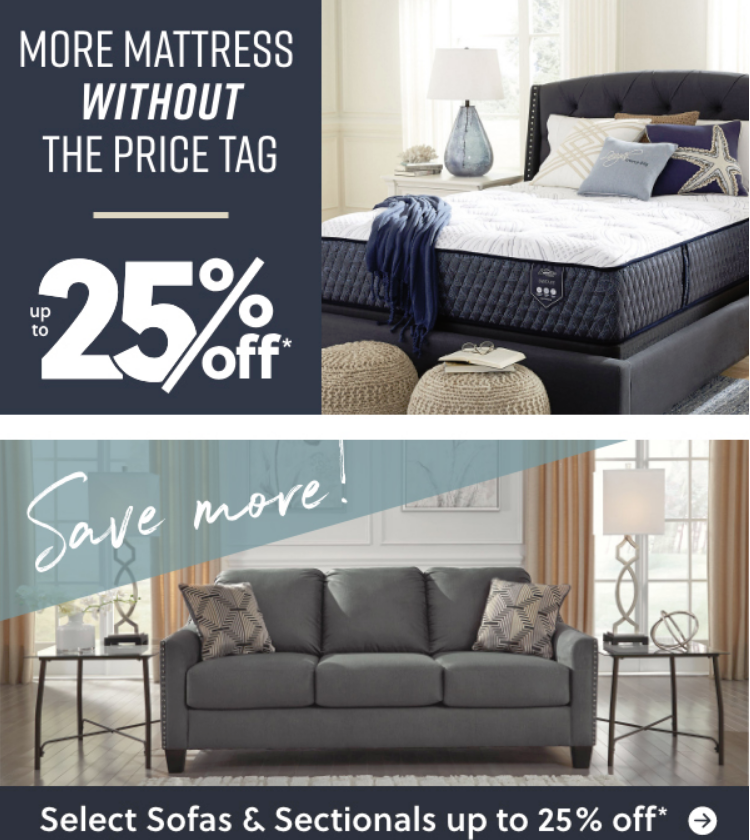 MORE MATTRESS
WITHOUT
THE PRICE TAG
up to 25% off*
Save more!
Select Sofas & Sectionals up to 25% off*